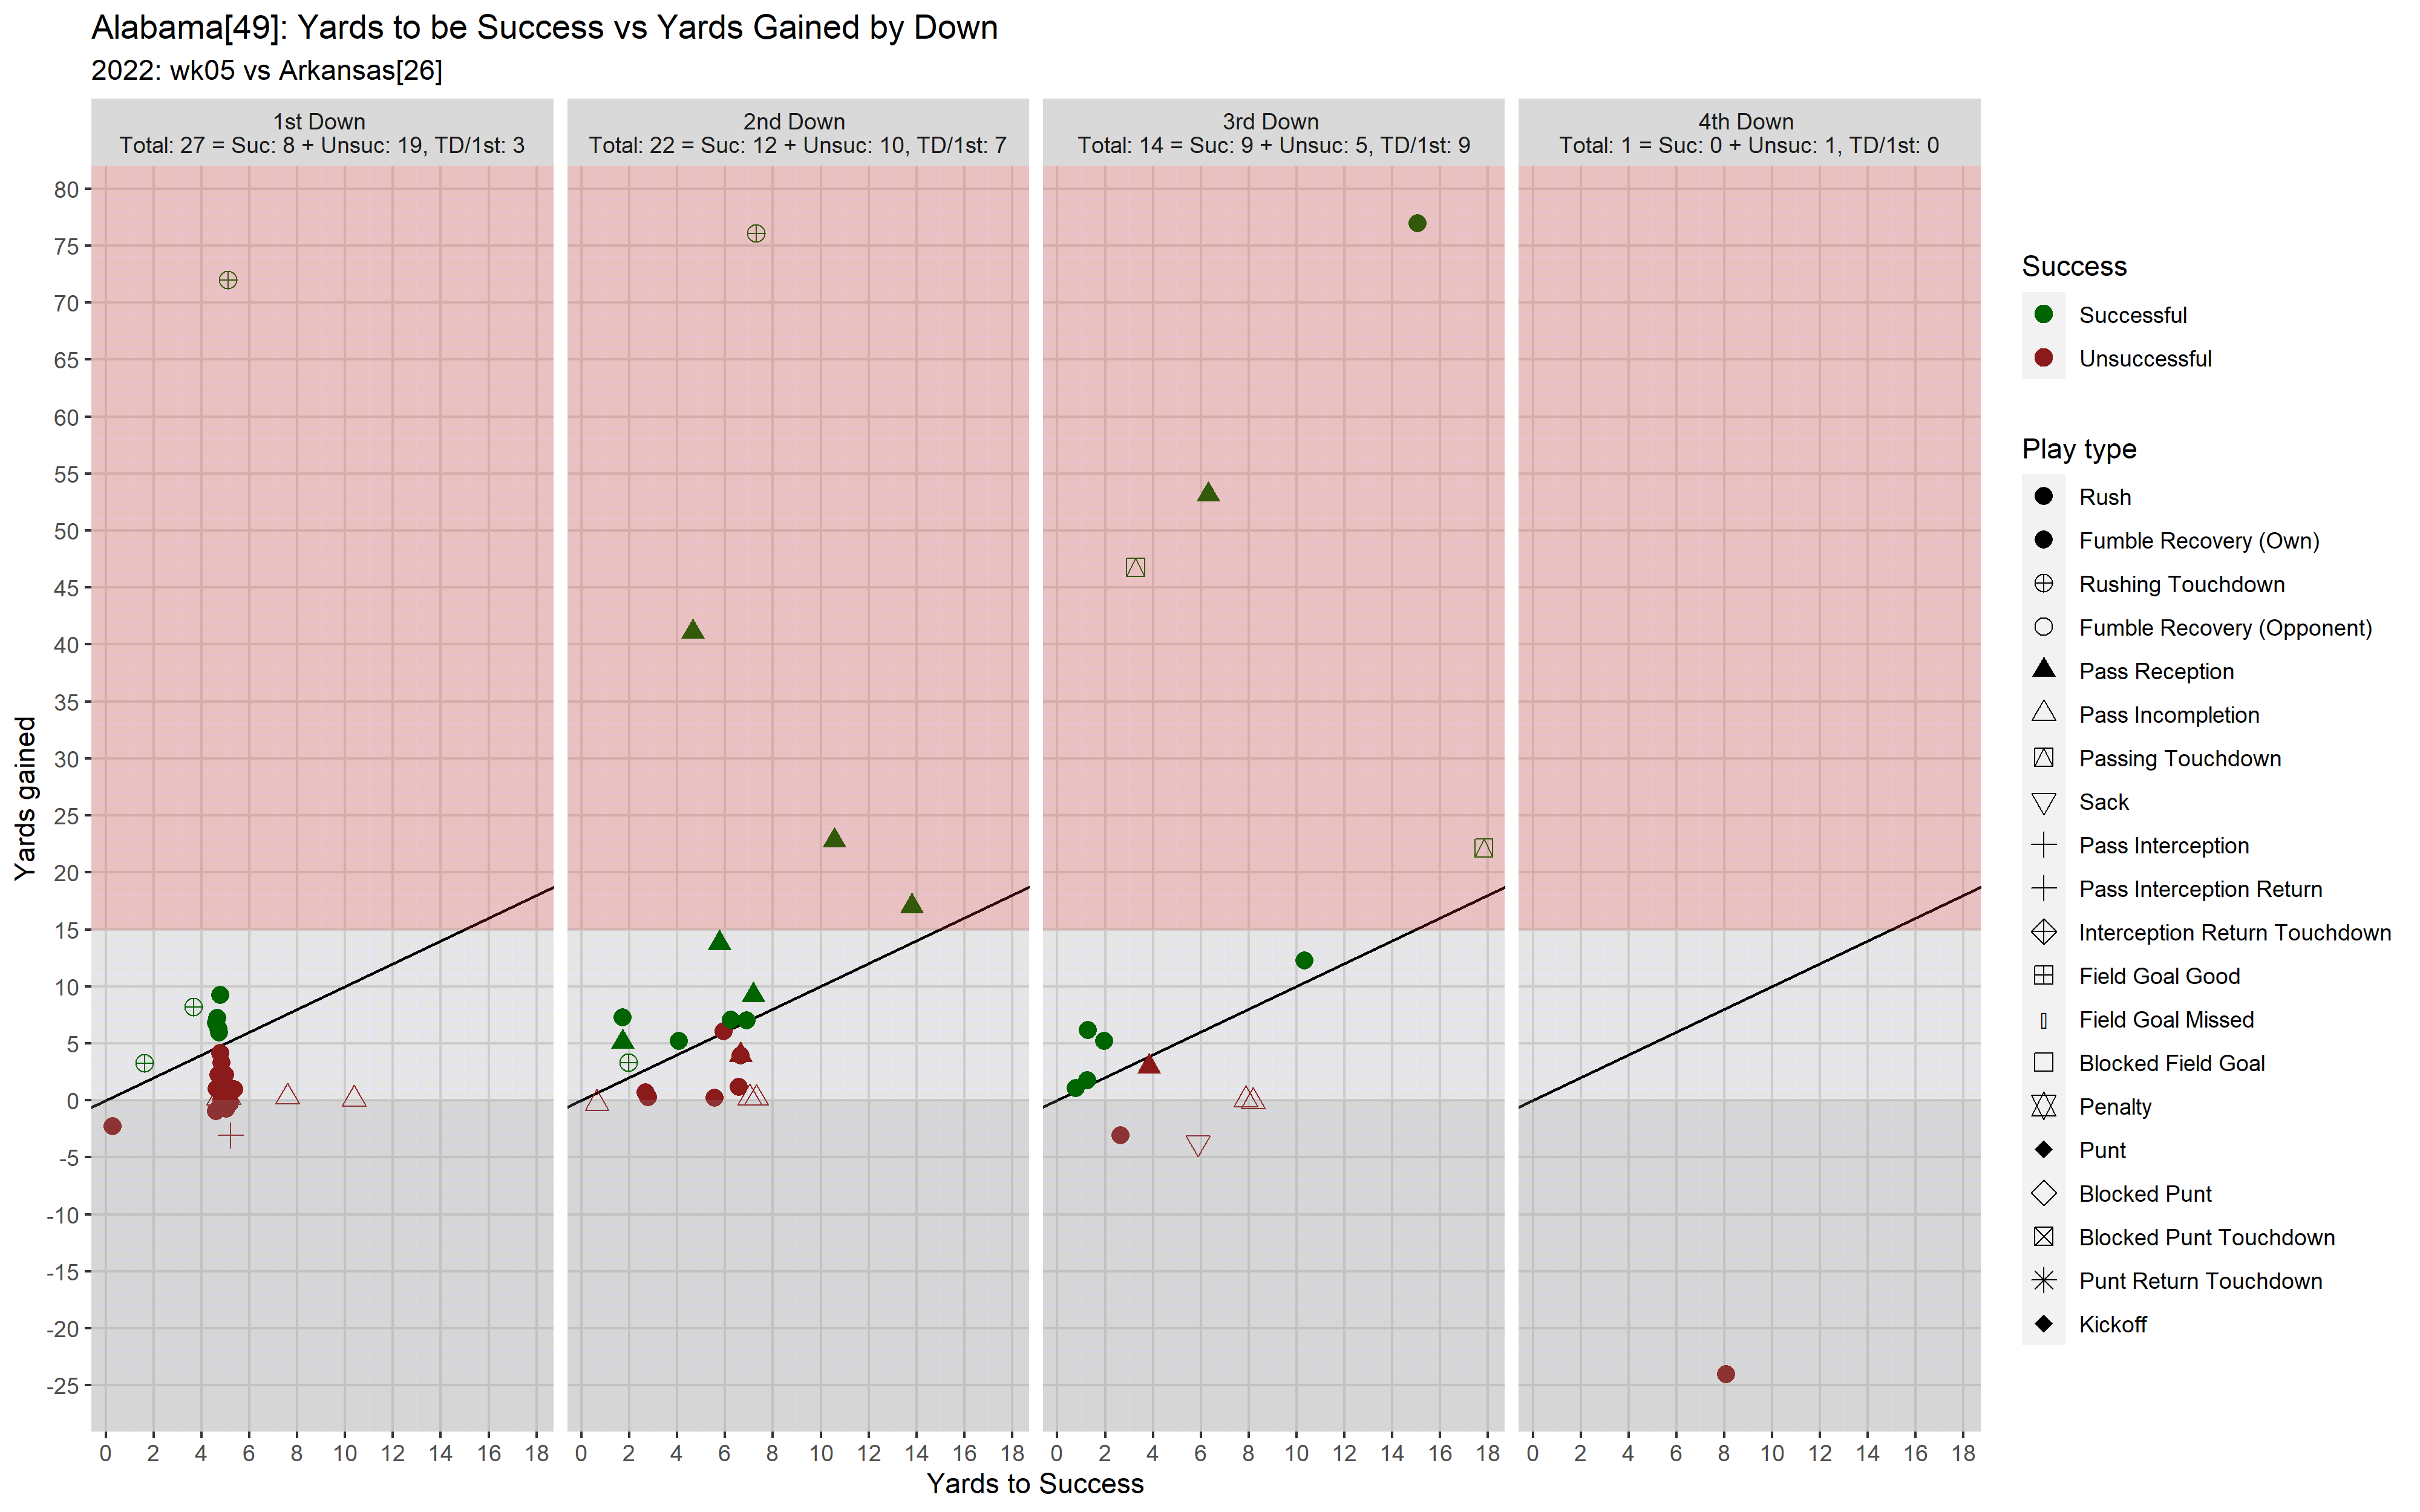 Alabama[49]: Yards to be Success vs Yards Gained by Down
2022: wk05 vs Arkansas[26]
1st Down
Total: 27 = Suc: 8 + Unsuc: 19, TD/1st: 3
2nd Down
Total: 22 = Suc: 12 + Unsuc: 10, TD/1st: 7
3rd Down
Total: 14 = Suc: 9 + Unsuc: 5, TD/1st: 9
4th Down
Total: 1 = Suc: 0 + Unsuc: 1, TD/1st: 0
Yards gained
80
75
70
65
60
55
50
45
40
35
30
25
20
15
10
5
0
-5
-10
-15
-20
-25
0 2 4 6 8 10 12 14 16 18
0 2 4 6 8 10 12 14 16 18
0 2 4 6 8 10 12 14 16 18
0 2 4 6 8 10 12 14 16 18
Yards to Success
Success
Successful
Unsuccessful
Play type
Rush
Fumble Recovery (Own)
Rushing Touchdown
Fumble Recovery (Opponent)
Pass Reception
Pass Incompletion
Passing Touchdown
Sack
Pass Interception
Pass Interception Return
Interception Return Touchdown
Field Goal Good
Field Goal Missed
Blocked Field Goal
Penalty
Punt
Blocked Punt
Blocked Punt Touchdown
Punt Return Touchdown
Kickoff